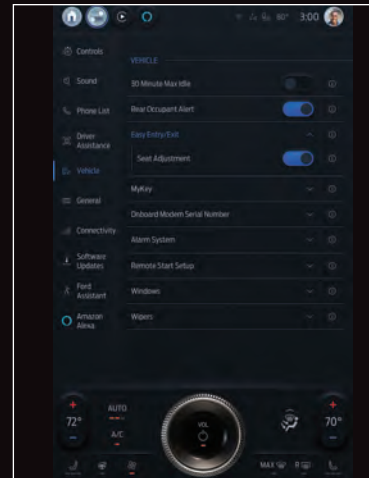 80° 3:00
Controls
Sound
Phone List
Driver
Assistance
Vehicle
General
Connectivity
Software
Updates
Ford
Assistant
Amazon
Alexa
VEHICLE
30 Minute Max Idle
Rear Occupant Alert
Easy Entry/Exit
Seat Adjustment
MyKey
Onboard Modem Serial Number
Alarm System
Remote Start Setup
Windows
Wipers
+
72°
−
AUTO
A/C
VOL
+
70°
−
MAX
R